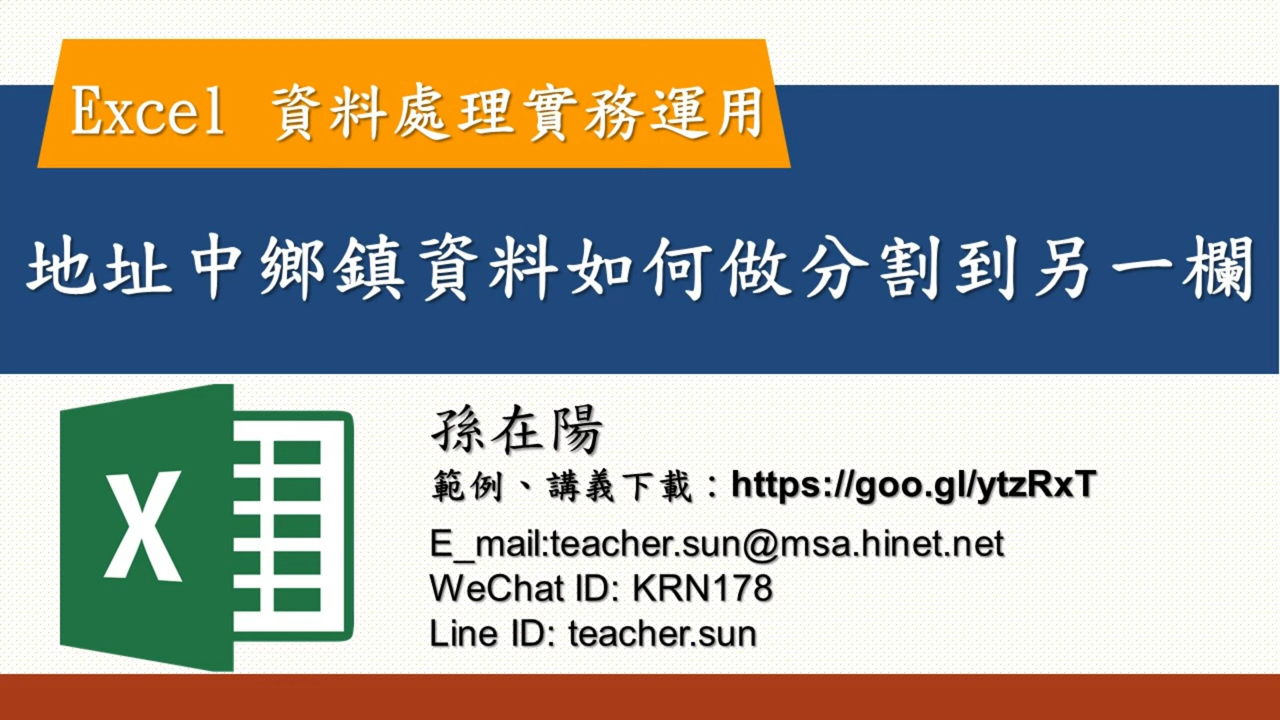 Excel 資料處理實務運用
地址中鄉鎮資料如何做分割到另一欄
孫在陽
範例、講義下載：https://goo.gl/ytzRxT
E_mail:teacher.sun@msa.hinet.net
WeChat ID: KRN178
Line ID: teacher.sun
X